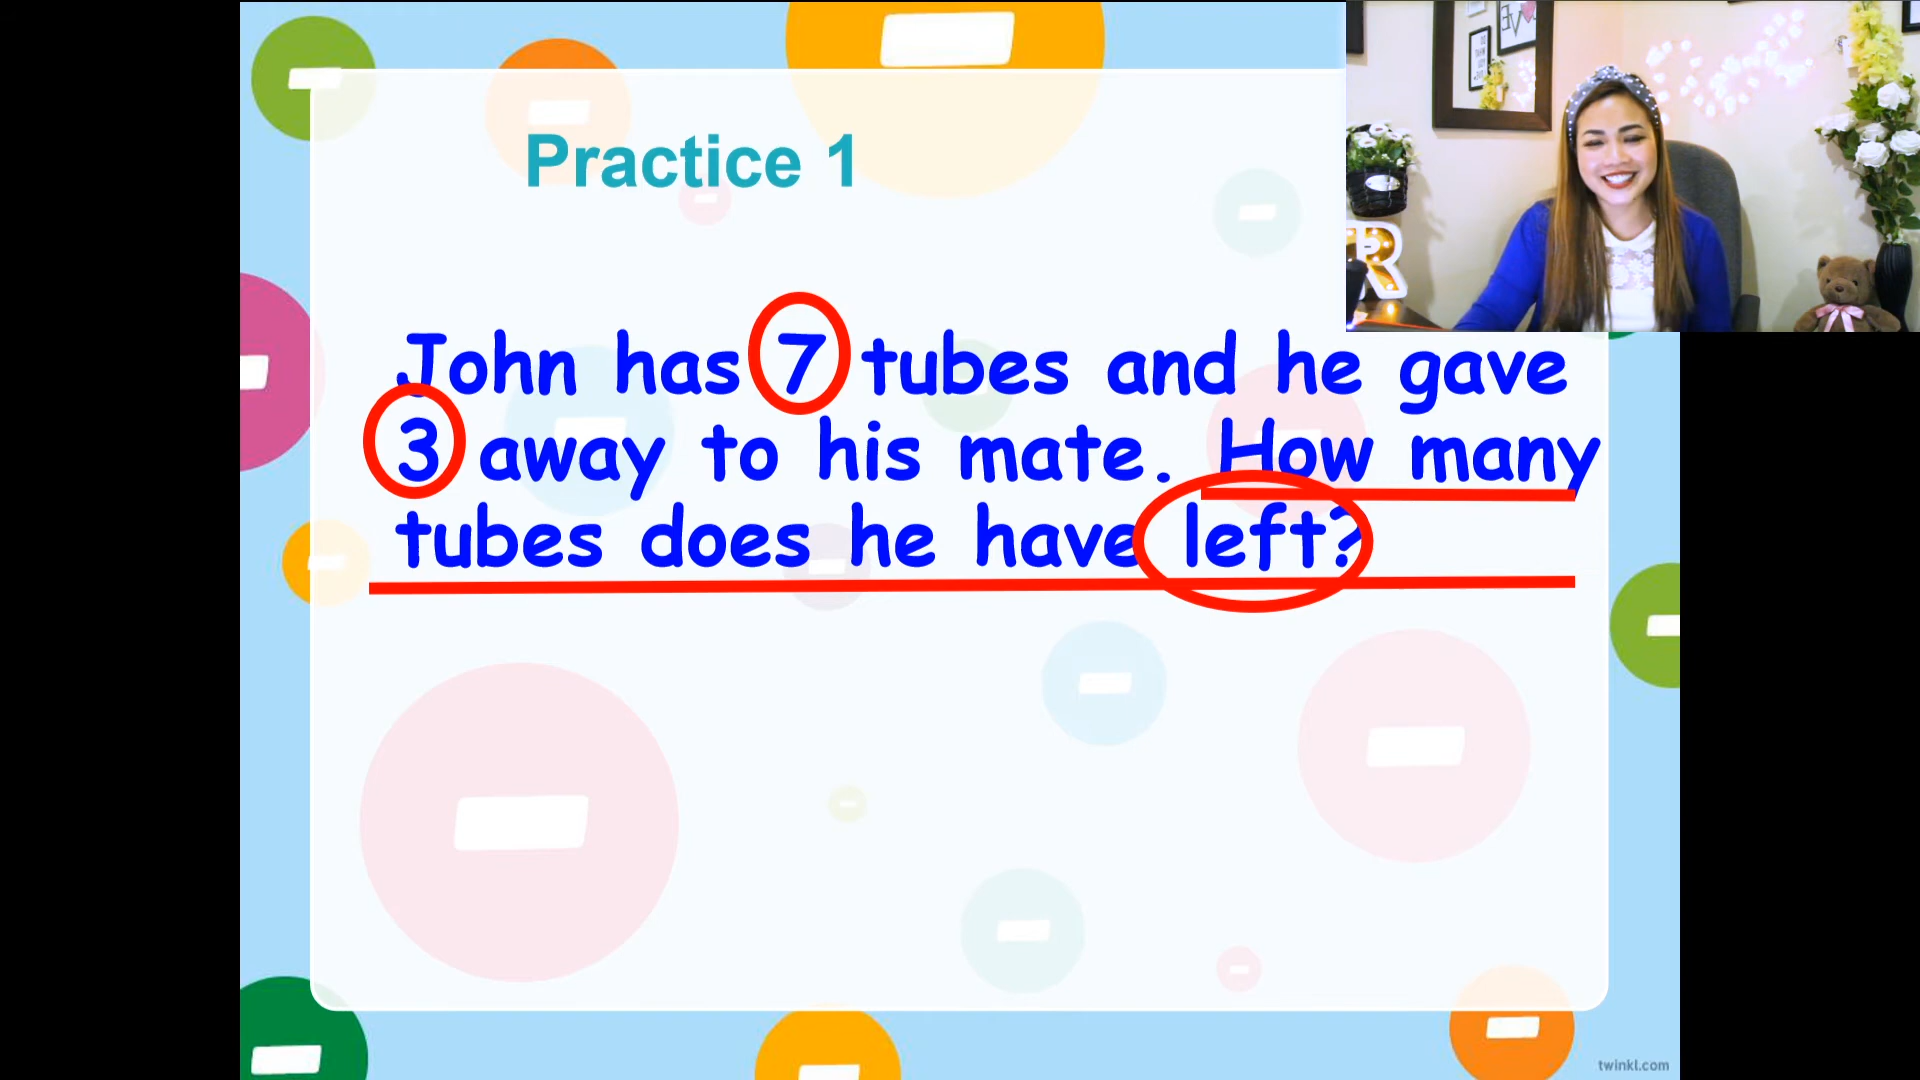 Practice 1
John has 7 tubes and he gave
3 away to his mate. How many
tubes does he have left?
twinkl.com